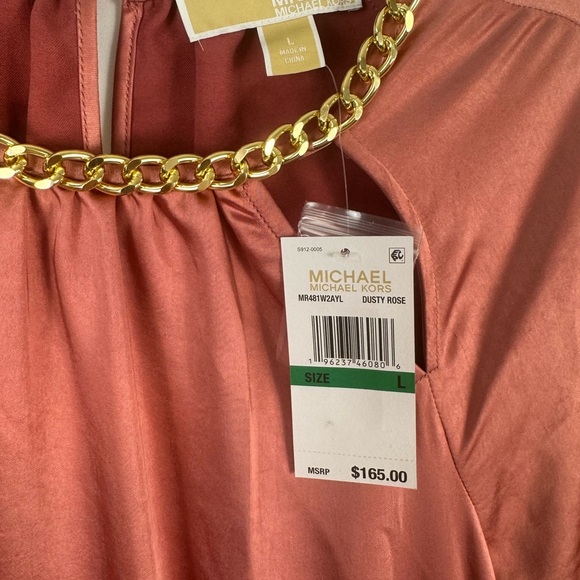 MICHAEL KORS
L
MADE IN
CHINA
S912-0005
MICHAEL
MICHAEL KORS
MR481W2AYL DUSTY ROSE
1 96237 46080 6
SIZE L
MSRP $165.00